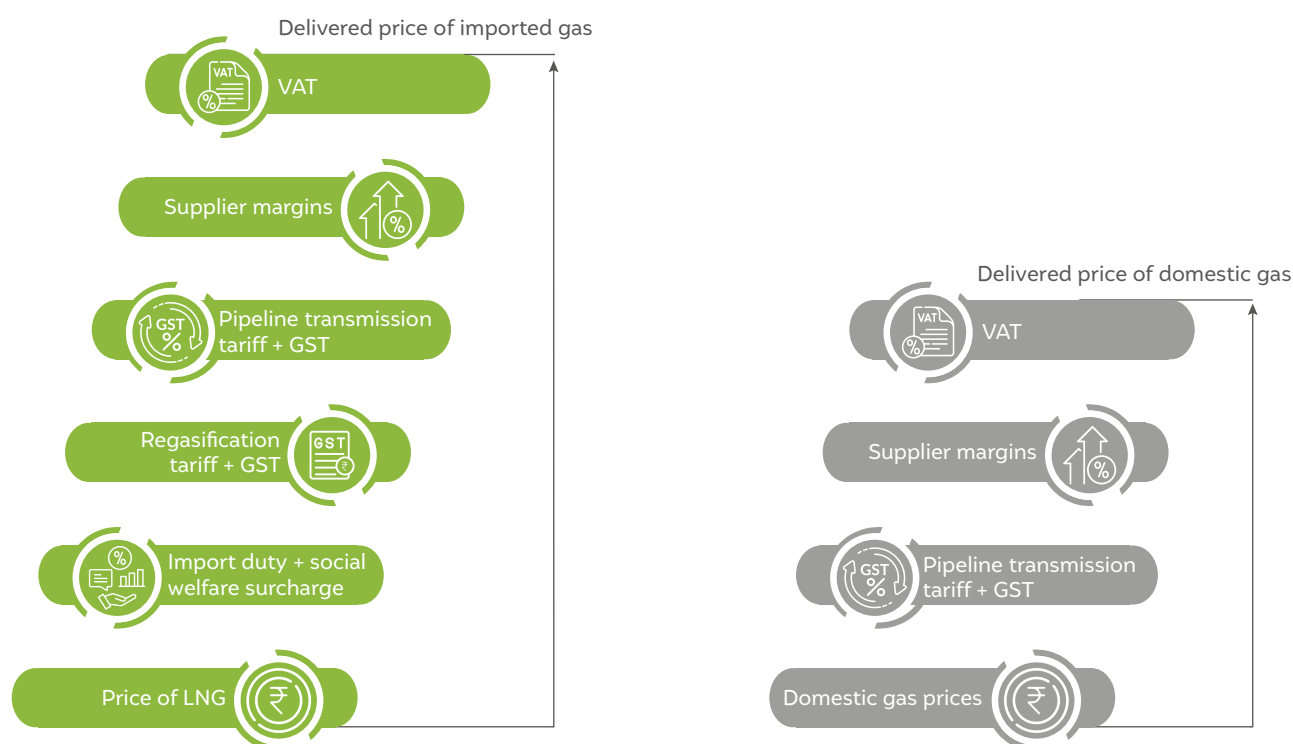 Delivered price of imported gas
VAT
%
VAT
Supplier margins
%
GST
%
Pipeline transmission
tariff + GST
Regasification
tariff + GST
GST
₹
%
Import duty + social
welfare surcharge
Price of LNG
₹
Delivered price of domestic gas
VAT
%
VAT
Supplier margins
%
GST
%
Pipeline transmission
tariff + GST
Domestic gas prices
₹